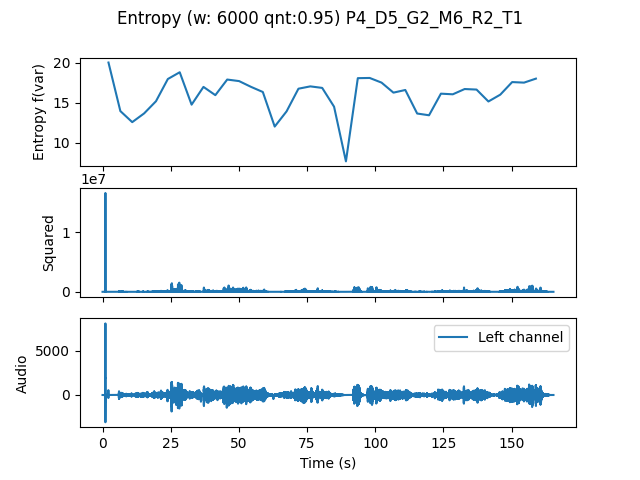 Entropy (w: 6000 qnt:0.95) P4_D5_G2_M6_R2_T1
20
15
10
Entropy f(var)
1e7
1
0
Squared
Left channel
5000
0
Audio
0 25 50 75 100 125 150
Time (s)